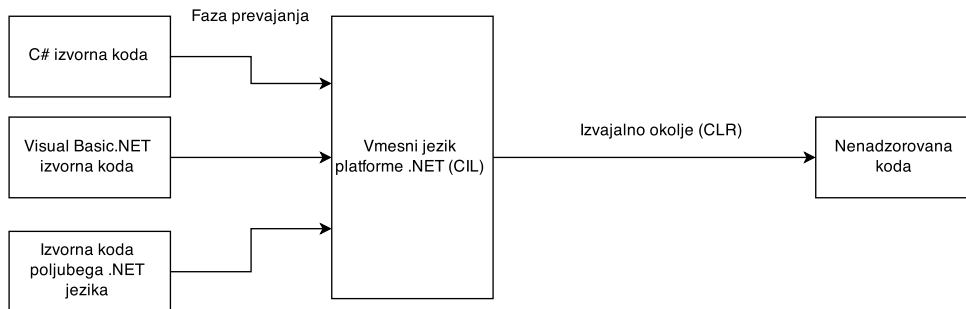 Faza prevajanja
C# izvorna koda
Visual Basic.NET
izvorna koda
Izvorna koda
poljubega .NET
jezika
Vmesni jezik
platforme .NET (CIL)
Izvajalno okolje (CLR)
Nenadzorovana
koda